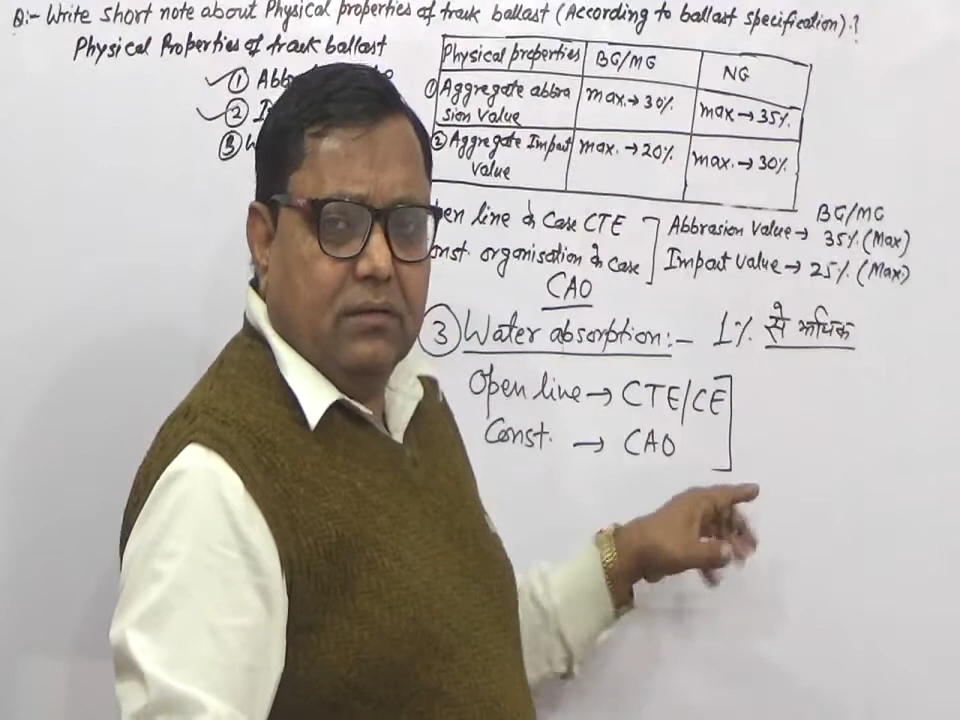 Q:- Write short note about Physical properties of track ballast (According to ballast specification).?
Physical Properties of track ballast
① Abb
②
③
Physical properties BG/MG NG
① Aggregate abbrasion value max. → 30% max → 35%
② Aggregate Impact value max. → 20% max. → 30%
en line in Case CTE
onst. organisation in case
CAO
BG/MG
Abbrasion value → 35% (Max)
Impact value → 25% (Max)
③ Water absorption:- 1% से अधिक
Open line → CTE/CE
Const. → CAO